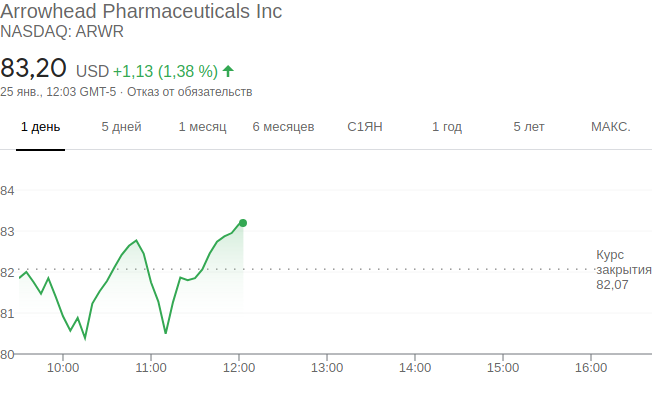 Arrowhead Pharmaceuticals Inc
NASDAQ: ARWR
83,20 USD +1,13 (1,38 %)
25 янв., 12:03 GMT-5 · Отказ от обязательств
1 день 5 дней 1 месяц 6 месяцев С1ЯН 1 год 5 лет МАКС.
84
83
82
81
80
Курс
закрытия
82,07
10:00 11:00 12:00 13:00 14:00 15:00 16:00